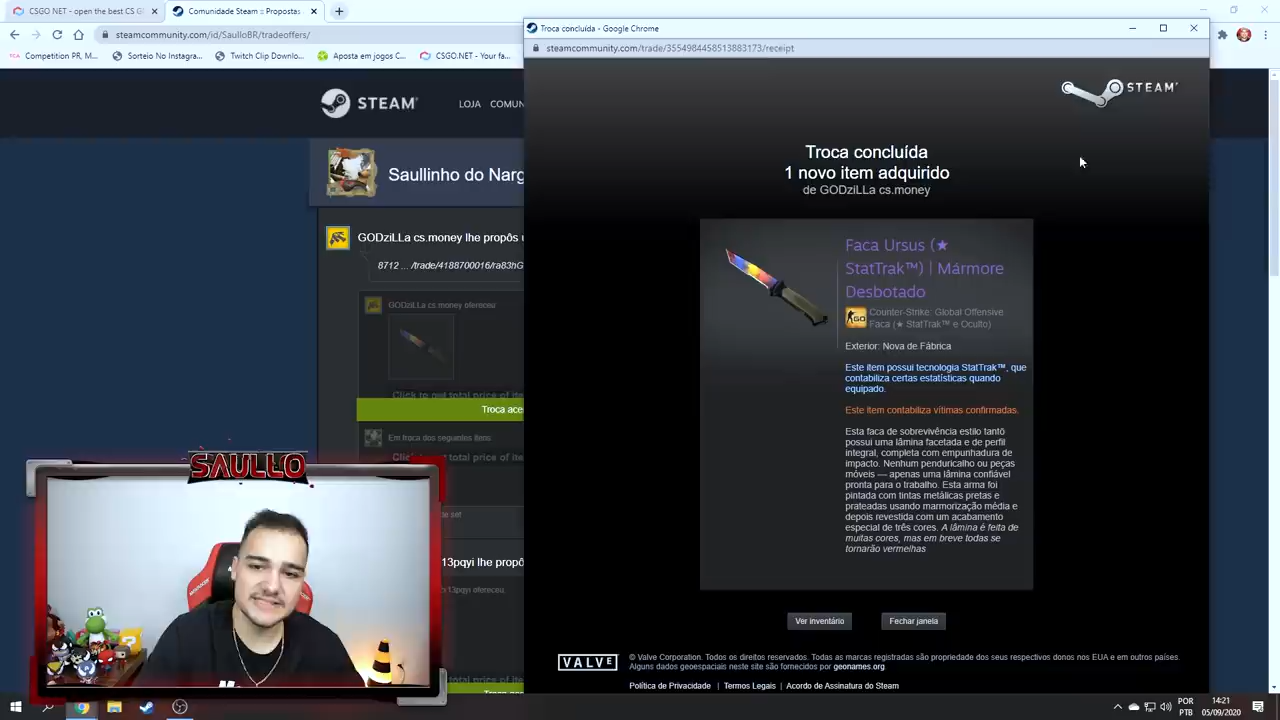 CSGO.NET - Open better c
Comunidade Steam :: Propostas
Troca concluída - Google Chrome
steamcommunity.com/id/SaulloBR/tradeoffers/
steamcommunity.com/trade/3554984458513883173/receipt
Competition PR, M...
Sorteio No Instagra...
Twitch Clip Downlo...
Aposta em jogos C...
CSGO.NET - Your fa...
STEAM
LOJA
COMUN
STEAM
Saullinho do Narg
GODziLLa cs.money lhe propôs u
8712 ... /trade/4188700016/ra83hG
GODziLLa cs.money ofereceu:
Troca ace
Em troca dos seguintes itens
13pqyi lhe propôs
13pqyi ofereceu:
Troca ace
Troca concluída
1 novo item adquirido
de GODziLLa cs.money
Faca Ursus (★
StatTrak™) | Mármore
Desbotado
GO
Counter-Strike: Global Offensive
Faca (★ StatTrak™ e Oculto)
Exterior: Nova de Fábrica
Este item possui tecnologia StatTrak™, que
contabiliza certas estatísticas quando
equipado.
Este item contabiliza vítimas confirmadas.
Esta faca de sobrevivência estilo tantô
possui uma lâmina facetada e de perfil
integral, completa com empunhadura de
impacto. Nenhum penduricalho ou peças
móveis — apenas uma lâmina confiável
pronta para o trabalho. Esta arma foi
pintada com tintas metálicas pretas e
prateadas usando marmorização média e
depois revestida com um acabamento
especial de três cores. A lâmina é feita de
muitas cores, mas em breve todas se
tornarão vermelhas
Ver inventário
Fechar janela
VALVE
© Valve Corporation. Todos os direitos reservados. Todas as marcas registradas são propriedade dos seus respectivos donos nos EUA e em outros países.
Alguns dados geoespaciais neste site são fornecidos por geonames.org.
Política de Privacidade | Termos Legais | Acordo de Assinatura do Steam
SAULLO
POR
PTB
14:21
05/09/2020